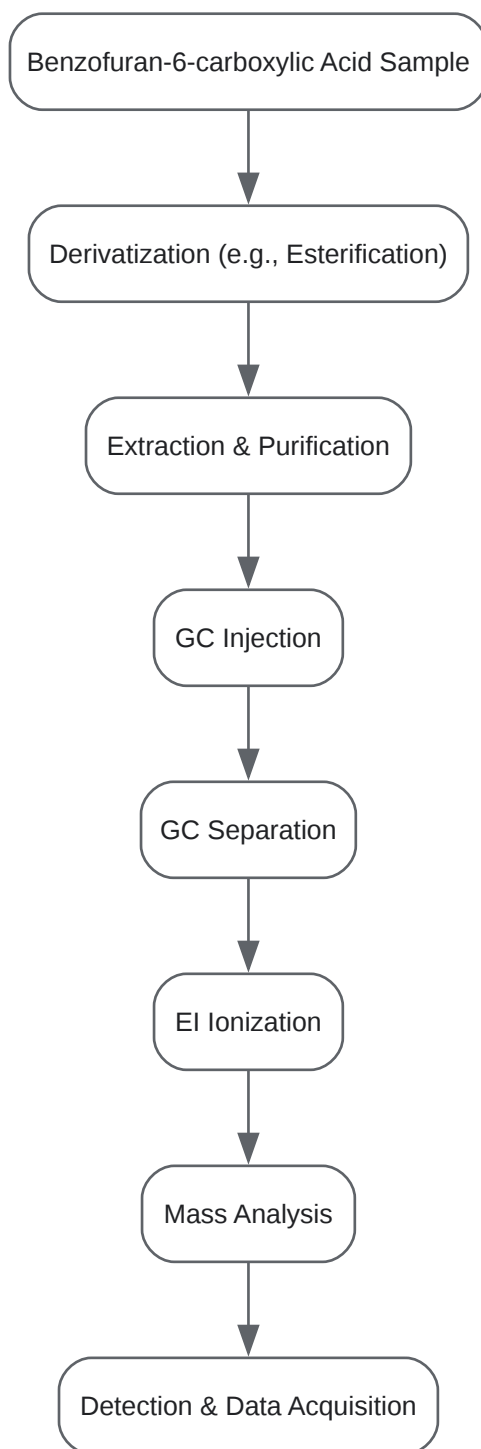 Benzofuran-6-carboxylic Acid Sample
Derivatization (e.g., Esterification)
Extraction & Purification
GC Injection
GC Separation
EI Ionization
Mass Analysis
Detection & Data Acquisition